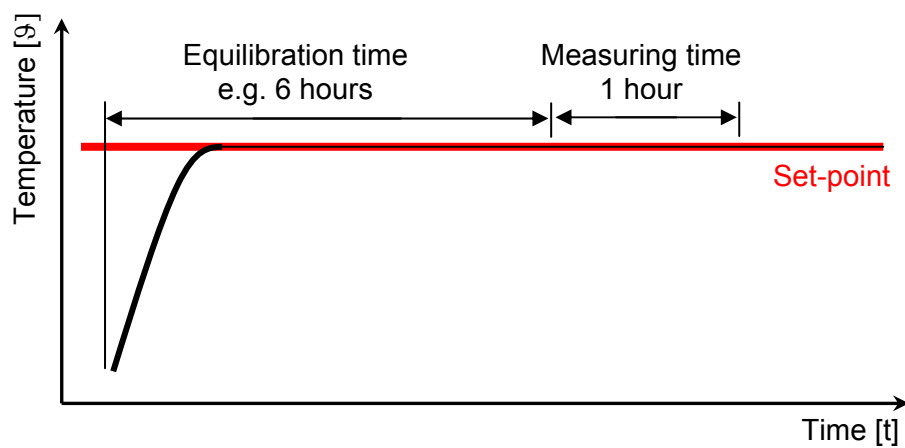 Temperature [ϑ]
Equilibration time
e.g. 6 hours
Measuring time
1 hour
Set-point
Time [t]